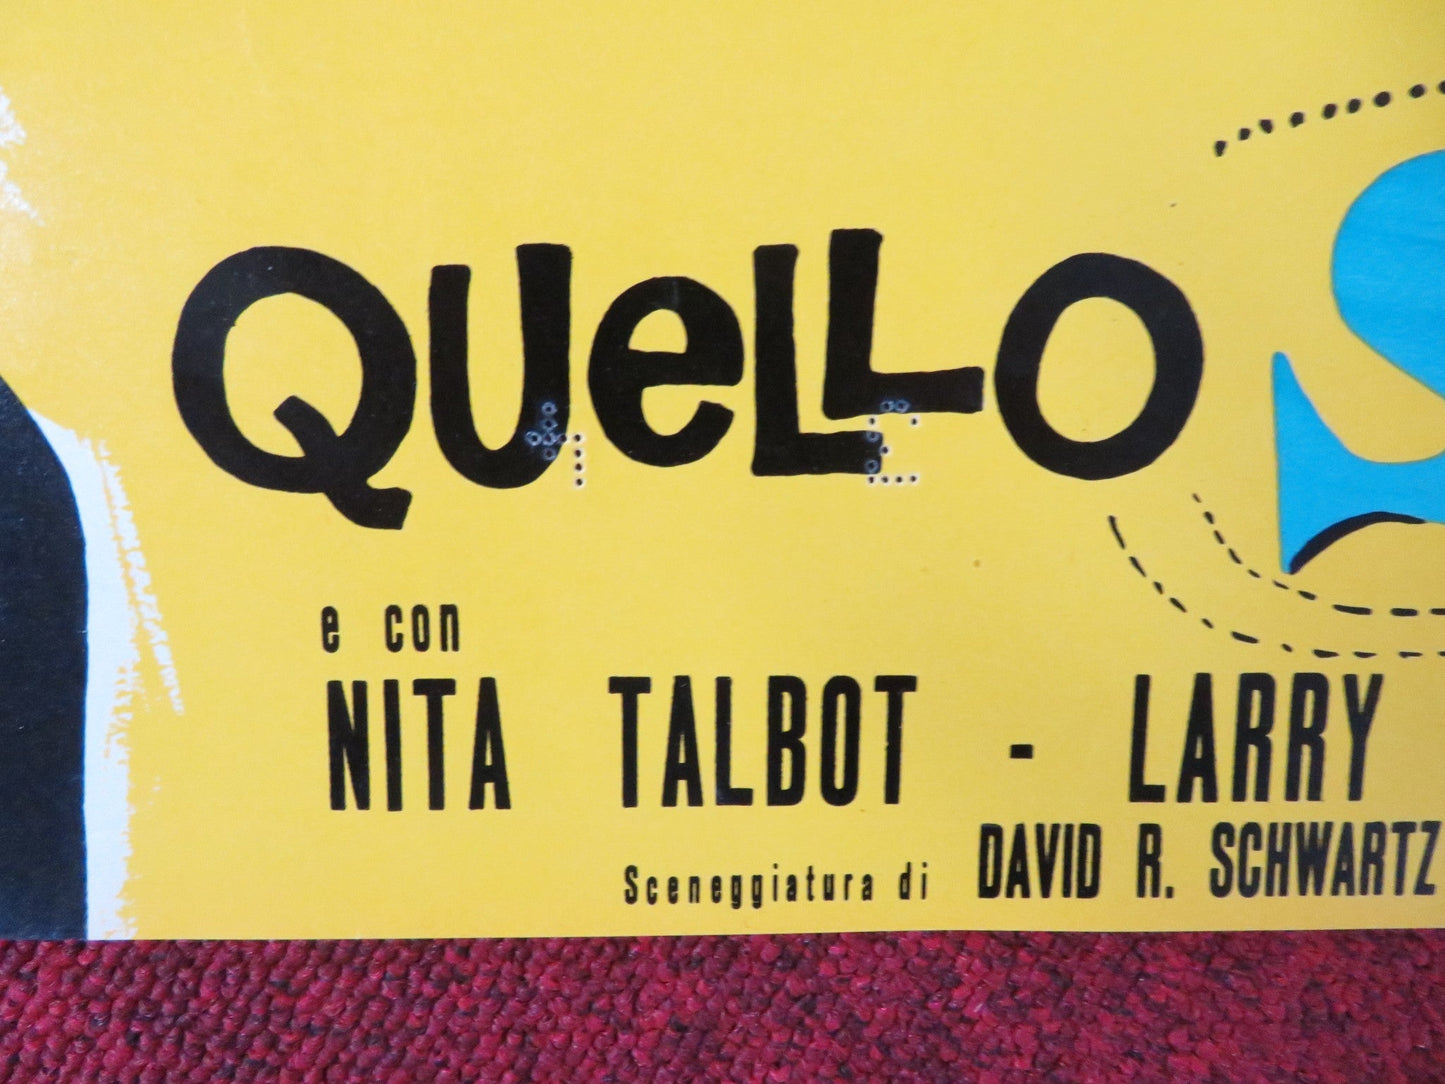 QUELLO S
e con
NITA TALBOT - LARRY
Sceneggiatura di DAVID R. SCHWARTZ